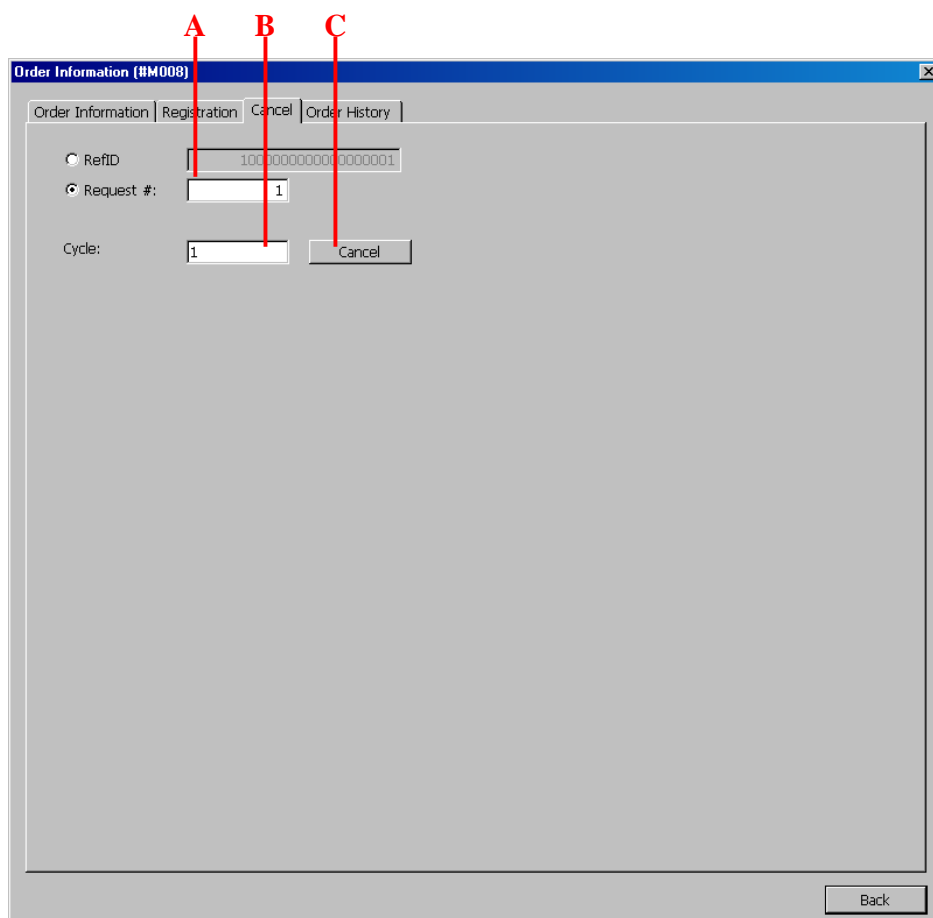 A B C
Order Information (#M008)
Order Information Registration Cancel Order History
RefID 1000000000000000001
Request #: 1
Cycle: 1 Cancel
Back